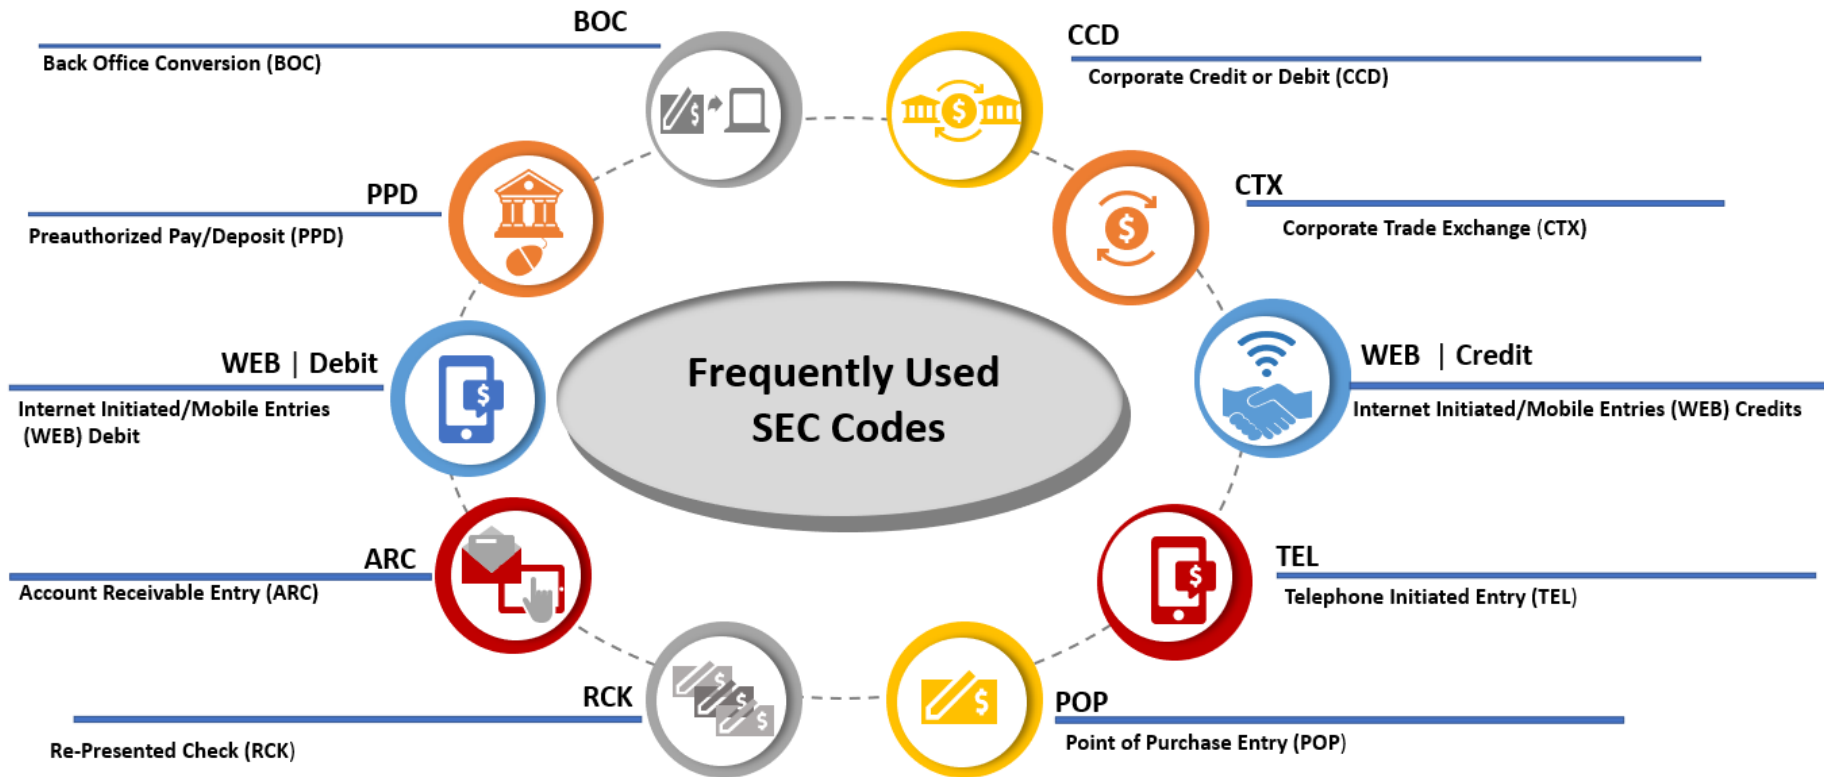 BOC
Back Office Conversion (BOC)
CCD
Corporate Credit or Debit (CCD)
PPD
Preauthorized Pay/Deposit (PPD)
CTX
Corporate Trade Exchange (CTX)
WEB | Debit
Internet Initiated/Mobile Entries
(WEB) Debit
Frequently Used
SEC Codes
WEB | Credit
Internet Initiated/Mobile Entries (WEB) Credits
ARC
Account Receivable Entry (ARC)
TEL
Telephone Initiated Entry (TEL)
RCK
Re-Presented Check (RCK)
POP
Point of Purchase Entry (POP)